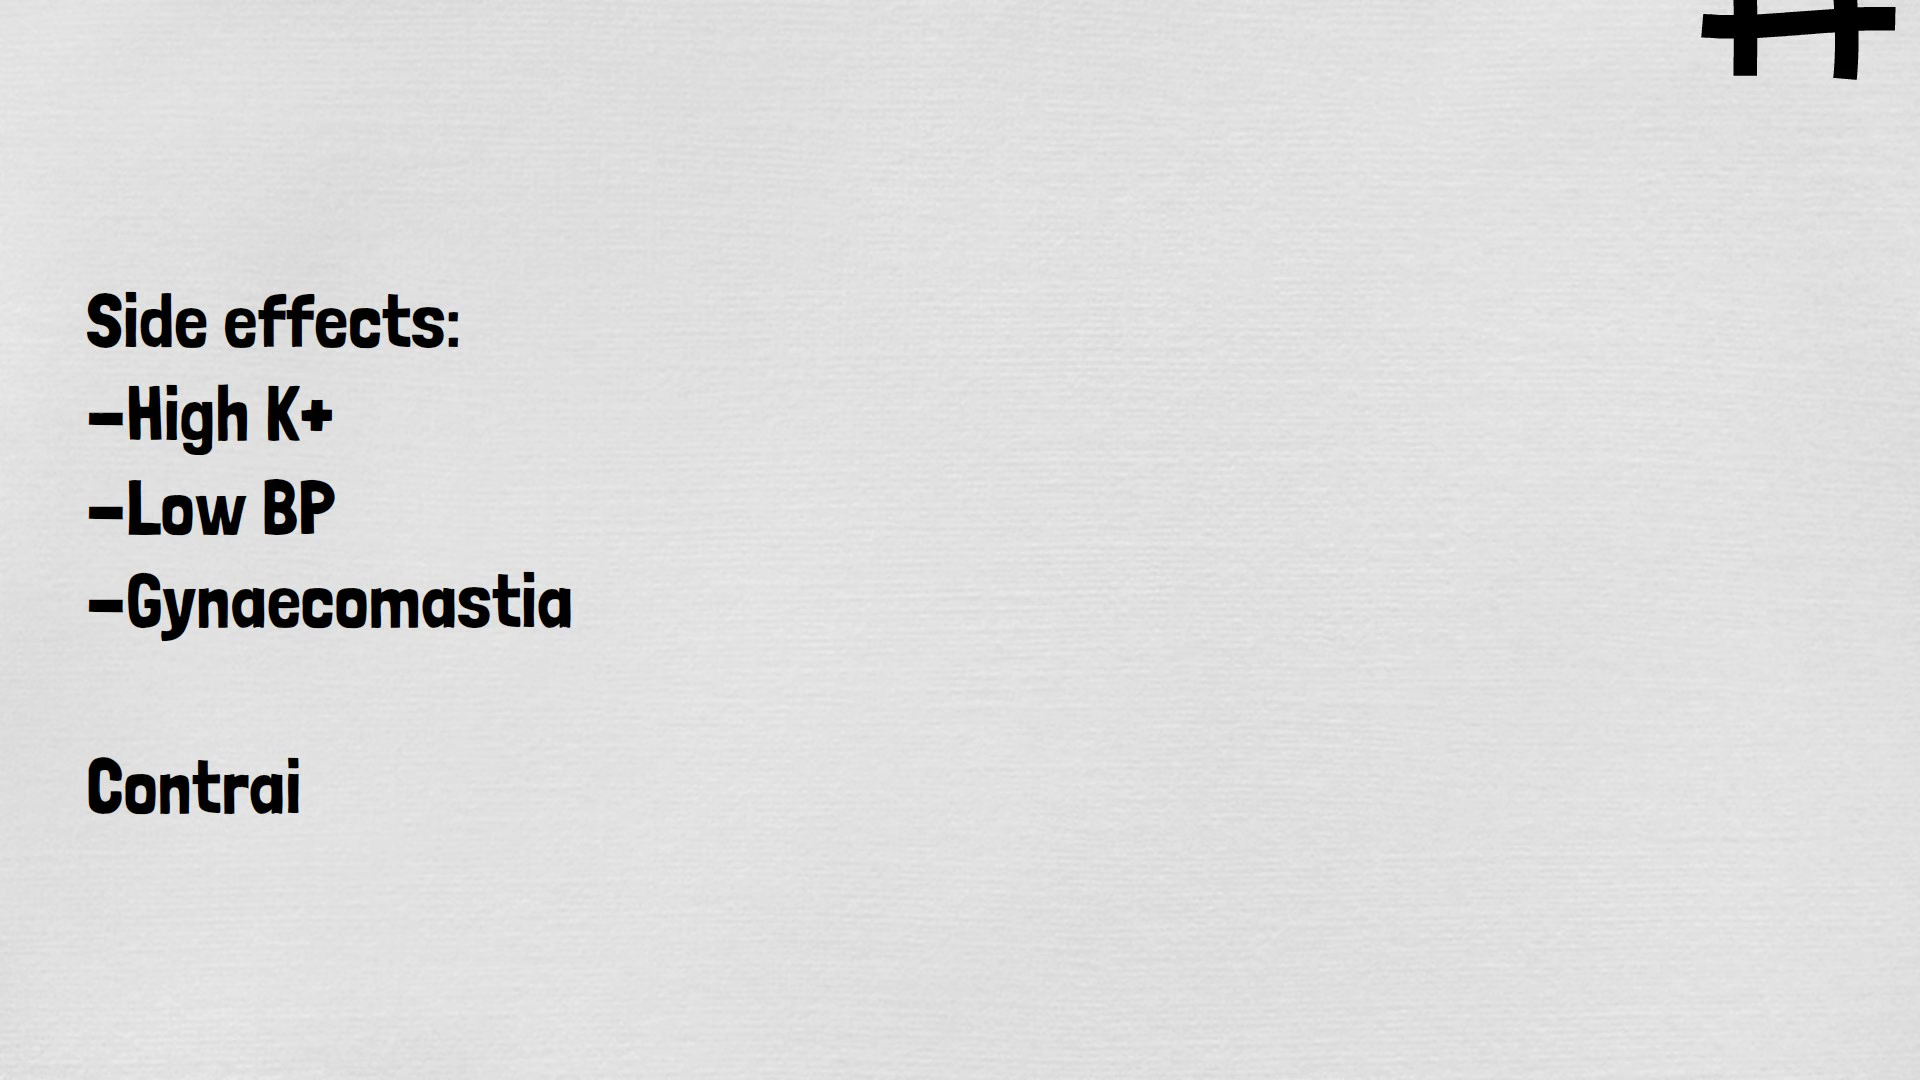 Side effects:
-High K+
-Low BP
-Gynaecomastia
Contrai